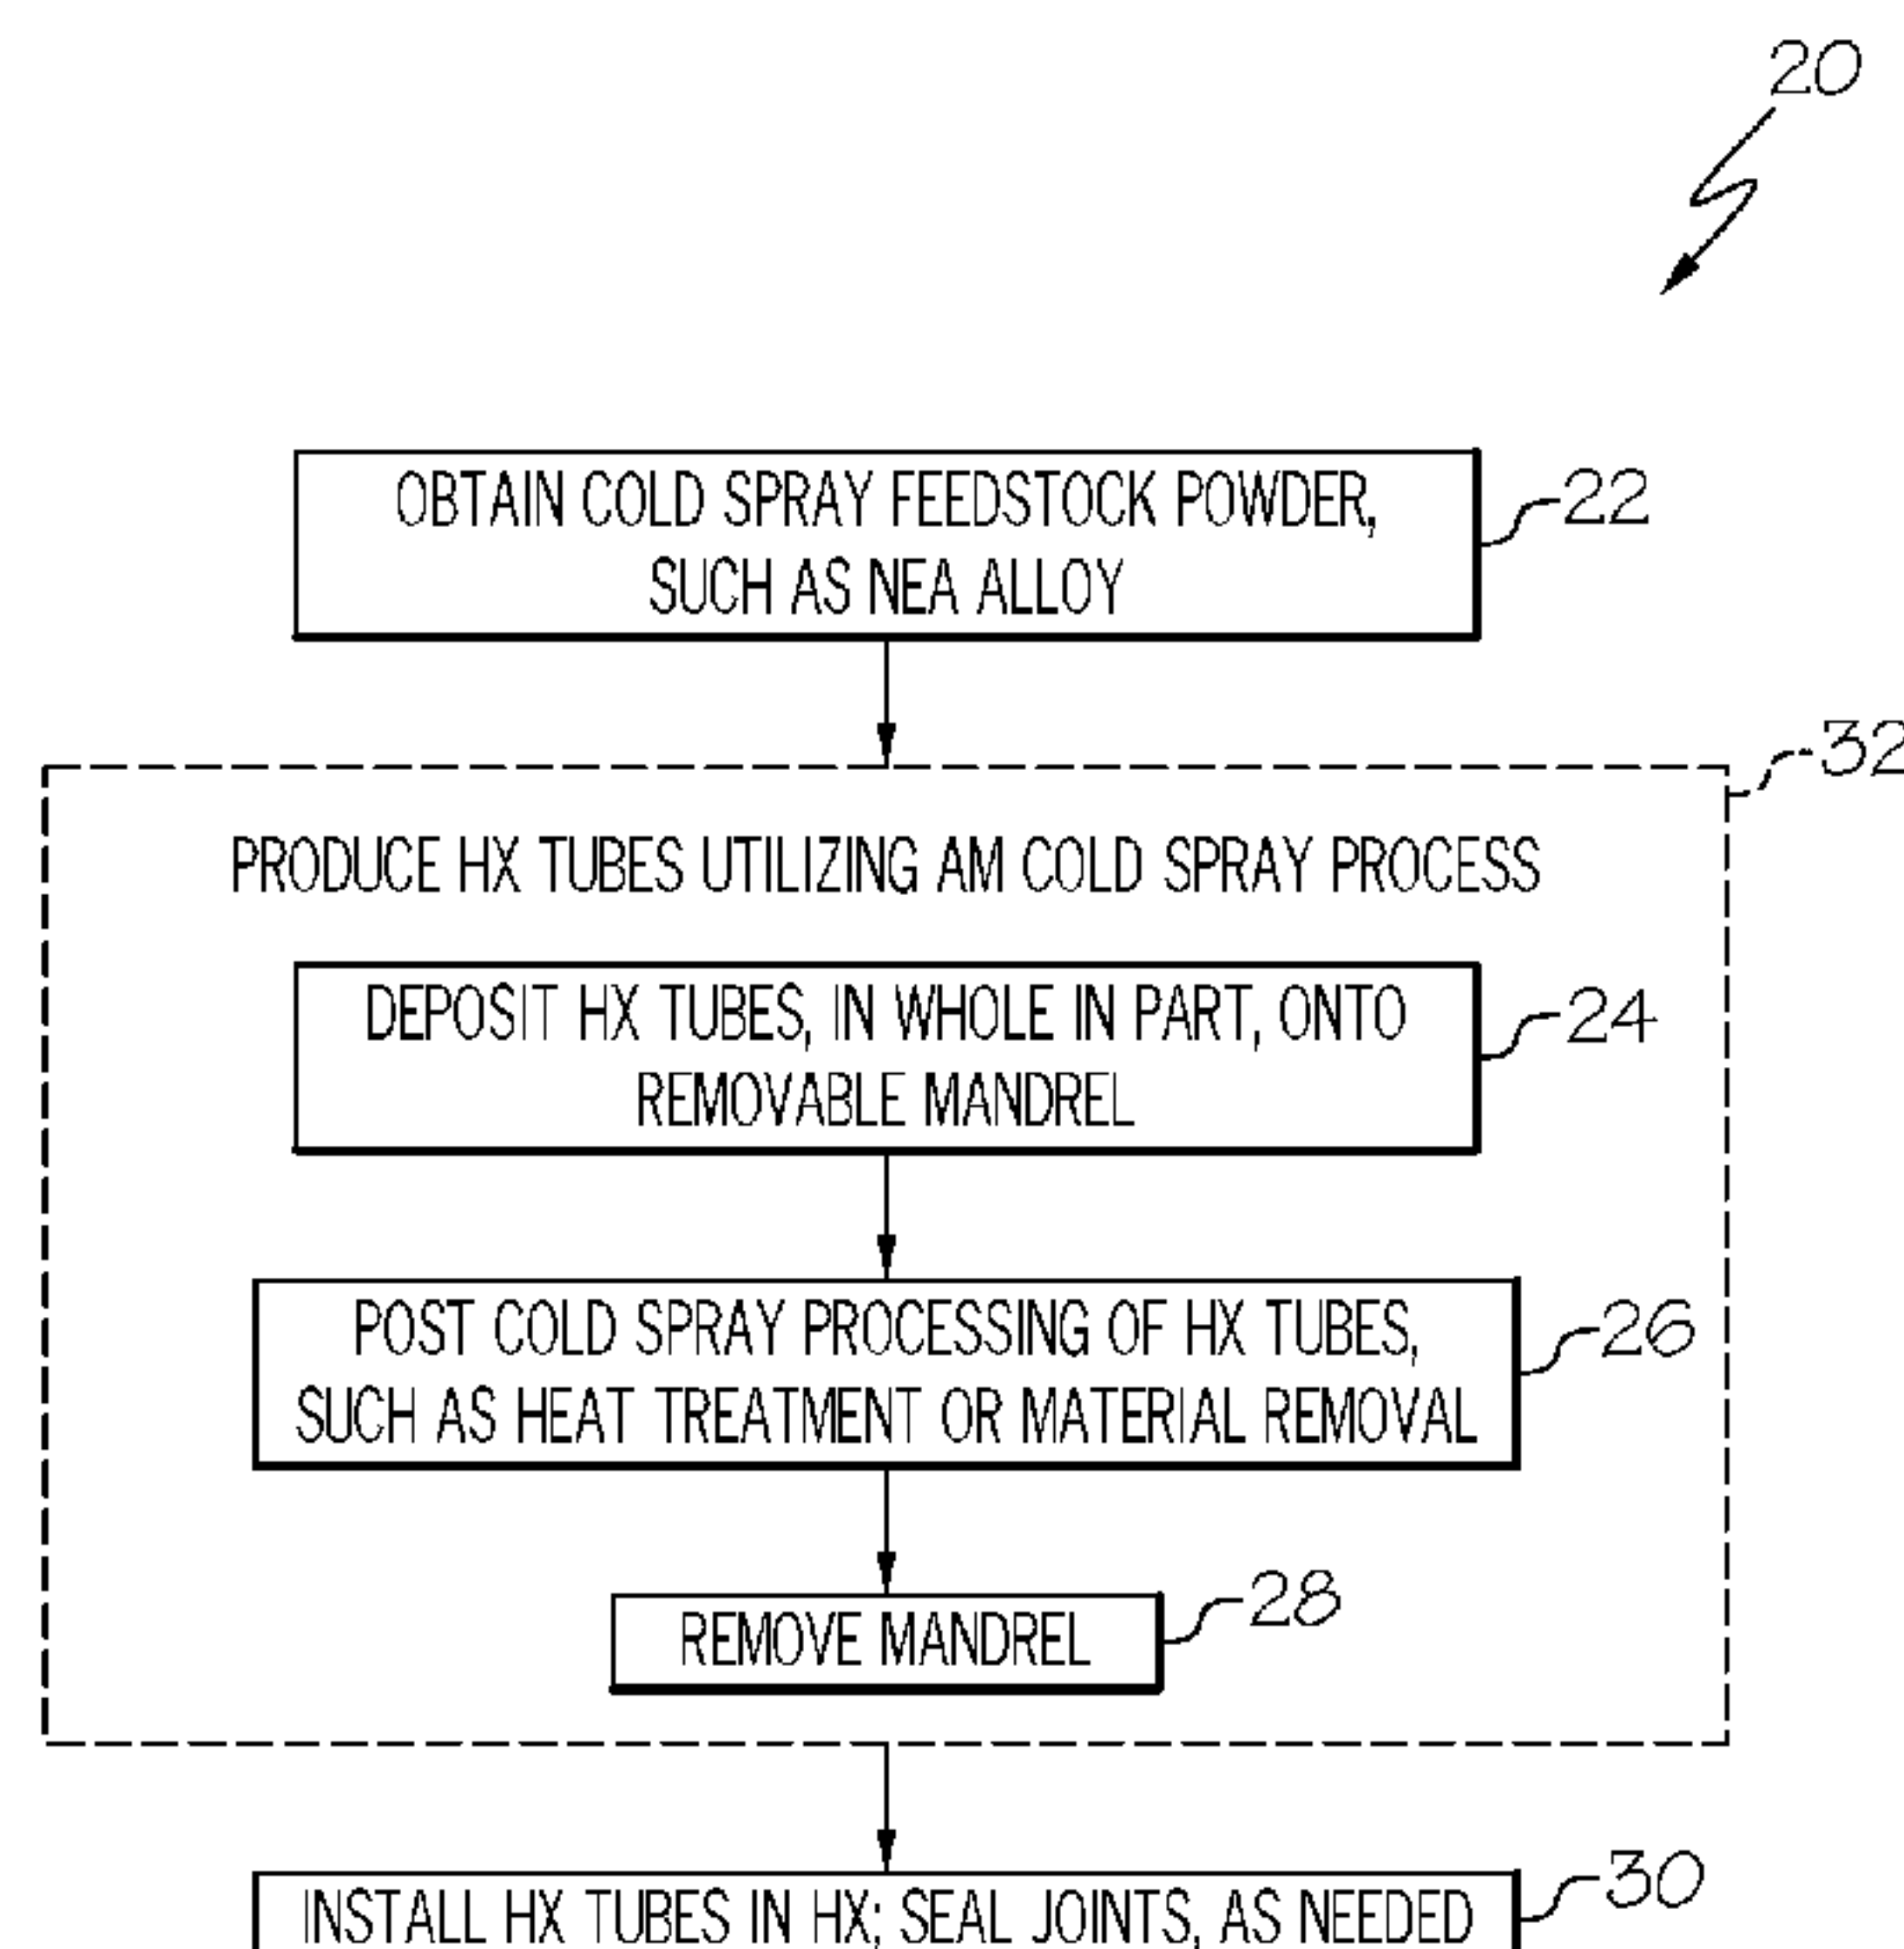 20
OBTAIN COLD SPRAY FEEDSTOCK POWDER,
SUCH AS NEA ALLOY
22
32
PRODUCE HX TUBES UTILIZING AM COLD SPRAY PROCESS
DEPOSIT HX TUBES, IN WHOLE IN PART, ONTO
REMOVABLE MANDREL
24
POST COLD SPRAY PROCESSING OF HX TUBES,
SUCH AS HEAT TREATMENT OR MATERIAL REMOVAL
26
REMOVE MANDREL
28
INSTALL HX TUBES IN HX; SEAL JOINTS, AS NEEDED
30